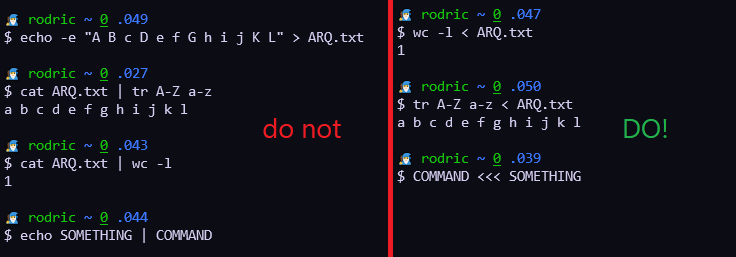 rodric ~ 0 .049
$ echo -e "A B c D e f G h i j K L" > ARQ.txt
rodric ~ 0 .027
$ cat ARQ.txt | tr A-Z a-z
a b c d e f g h i j k l
do not
rodric ~ 0 .043
$ cat ARQ.txt | wc -l
1
rodric ~ 0 .044
$ echo SOMETHING | COMMAND
rodric ~ 0 .047
$ wc -l < ARQ.txt
1
rodric ~ 0 .050
$ tr A-Z a-z < ARQ.txt
a b c d e f g h i j k l
DO!
rodric ~ 0 .039
$ COMMAND <<< SOMETHING